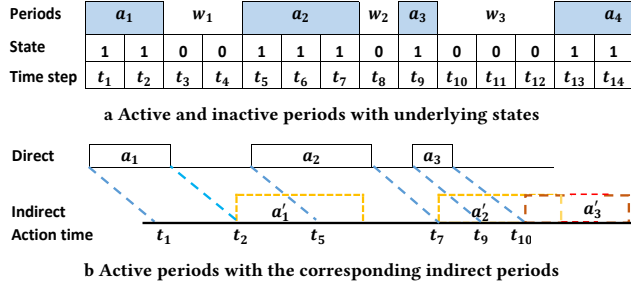 Periods a₁ w₁ a₂ w₂ a₃ w₃ a₄
State 1 1 0 0 1 1 1 0 1 0 0 0 1 1
Time step t₁ t₂ t₃ t₄ t₅ t₆ t₇ t₈ t₉ t₁₀ t₁₁ t₁₂ t₁₃ t₁₄
a Active and inactive periods with underlying states
Direct a₁ a₂ a₃
Indirect a′₁ a′₂ a′₃
Action time t₁ t₂ t₅ t₇ t₉ t₁₀
b Active periods with the corresponding indirect periods